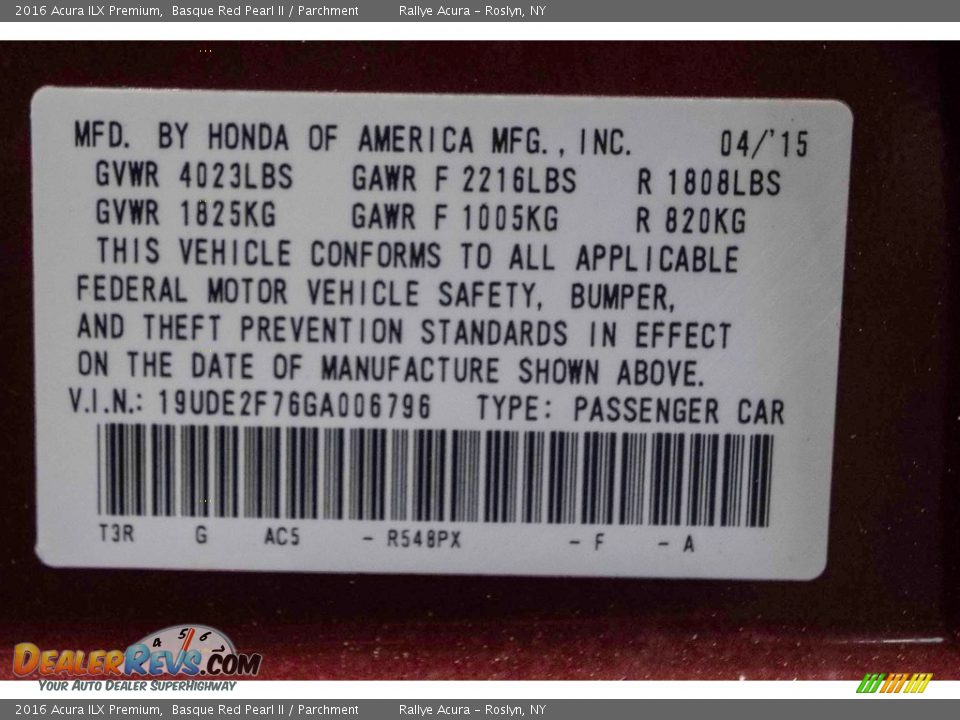 2016 Acura ILX Premium, Basque Red Pearl II / Parchment Rallye Acura - Roslyn, NY
MFD. BY HONDA OF AMERICA MFG., INC. 04/'15
GVWR 4023LBS GAWR F 2216LBS R 1808LBS
GVWR 1825KG GAWR F 1005KG R 820KG
THIS VEHICLE CONFORMS TO ALL APPLICABLE
FEDERAL MOTOR VEHICLE SAFETY, BUMPER,
AND THEFT PREVENTION STANDARDS IN EFFECT
ON THE DATE OF MANUFACTURE SHOWN ABOVE.
V.I.N.: 19UDE2F76GA006796 TYPE: PASSENGER CAR
T3R G AC5 - R548PX - F - A
4 5 6
DEALERREVS.COM
YOUR AUTO DEALER SUPERHIGHWAY
2016 Acura ILX Premium, Basque Red Pearl II / Parchment Rallye Acura - Roslyn, NY